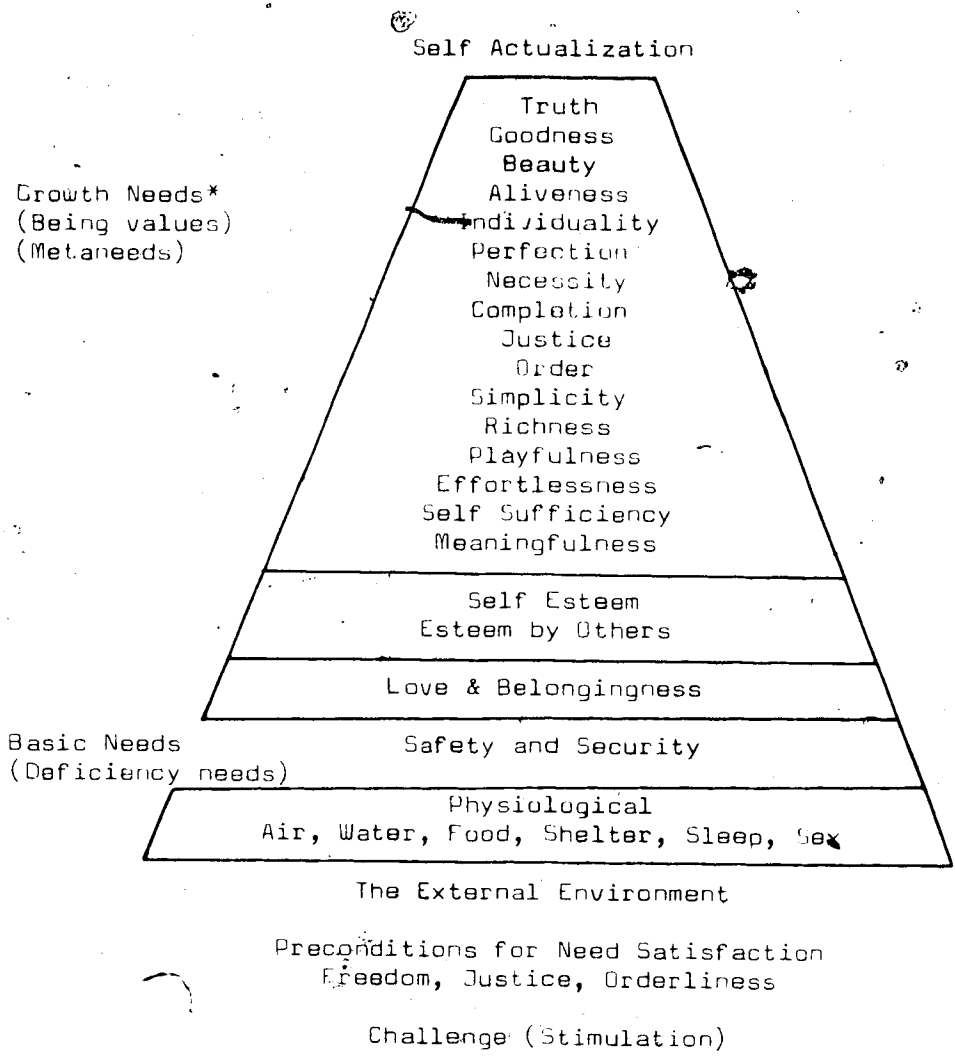 Self Actualization
Truth
Goodness
Beauty
Aliveness
Growth Needs*
(Being values)
(Metaneeds)
Individuality
Perfection
Necessity
Completion
Justice
Order
Simplicity
Richness
Playfulness
Effortlessness
Self Sufficiency
Meaningfulness
Self Esteem
Esteem by Others
Love & Belongingness
Basic Needs
(Deficiency needs)
Safety and Security
Physiological
Air, Water, Food, Shelter, Sleep, Sex
The External Environment
Preconditions for Need Satisfaction
Freedom, Justice, Orderliness
Challenge (Stimulation)